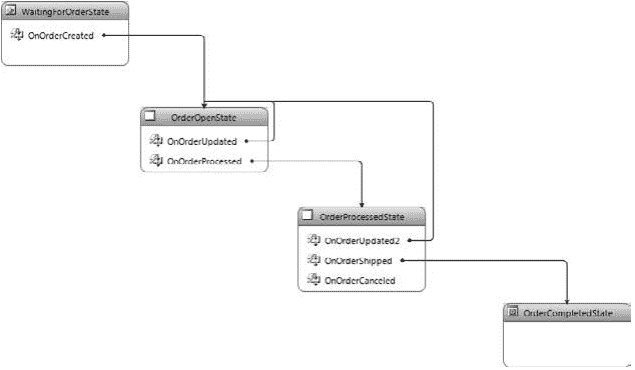 WaitingForOrderState
OnOrderCreated
OrderOpenState
OnOrderUpdated
OnOrderProcessed
OrderProcessedState
OnOrderUpdated2
OnOrderShipped
OnOrderCanceled
OrderCompletedState